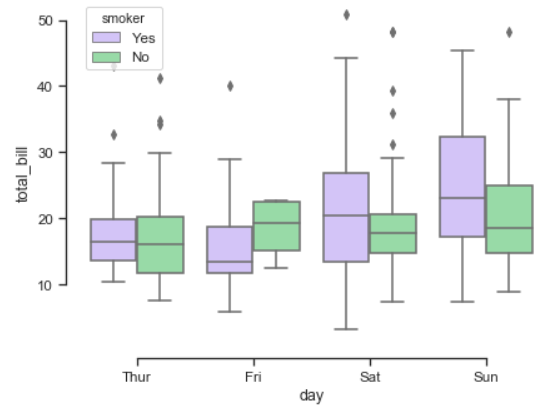 smoker
Yes
No
total_bill
50
40
30
20
10
Thur Fri Sat Sun
day